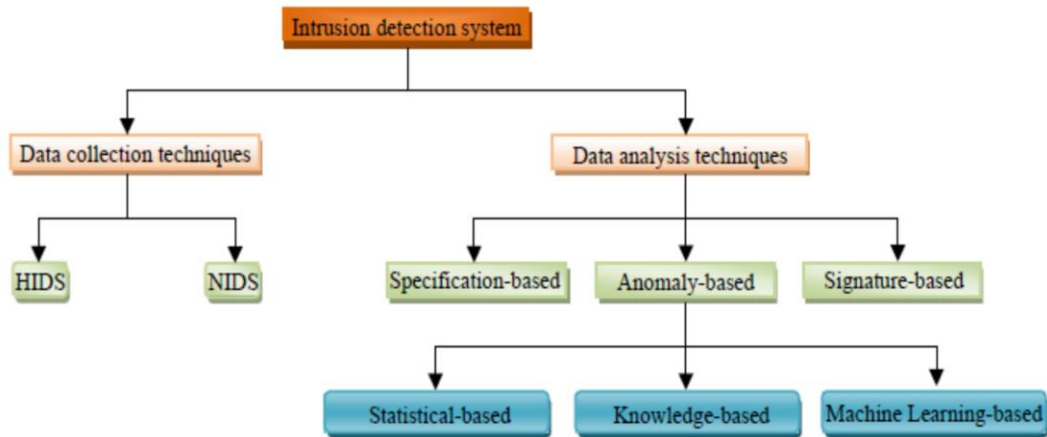 Intrusion detection system
Data collection techniques
Data analysis techniques
HIDS
NIDS
Specification-based
Anomaly-based
Signature-based
Statistical-based
Knowledge-based
Machine Learning-based